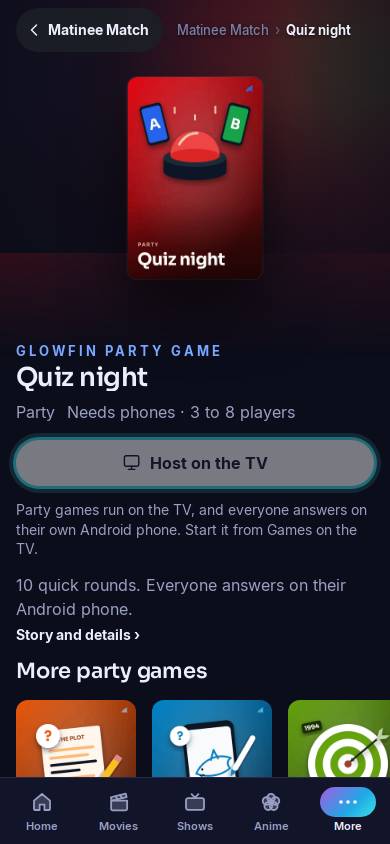 Matinee Match
Matinee Match › Quiz night
A
B
PARTY
Quiz night
GLOWFIN PARTY GAME
Quiz night
Party Needs phones · 3 to 8 players
Host on the TV
Party games run on the TV, and everyone answers on
their own Android phone. Start it from Games on the
TV.
10 quick rounds. Everyone answers on their
Android phone.
Story and details ›
More party games
?
THE PLOT
?
1994
Home
Movies
Shows
Anime
More